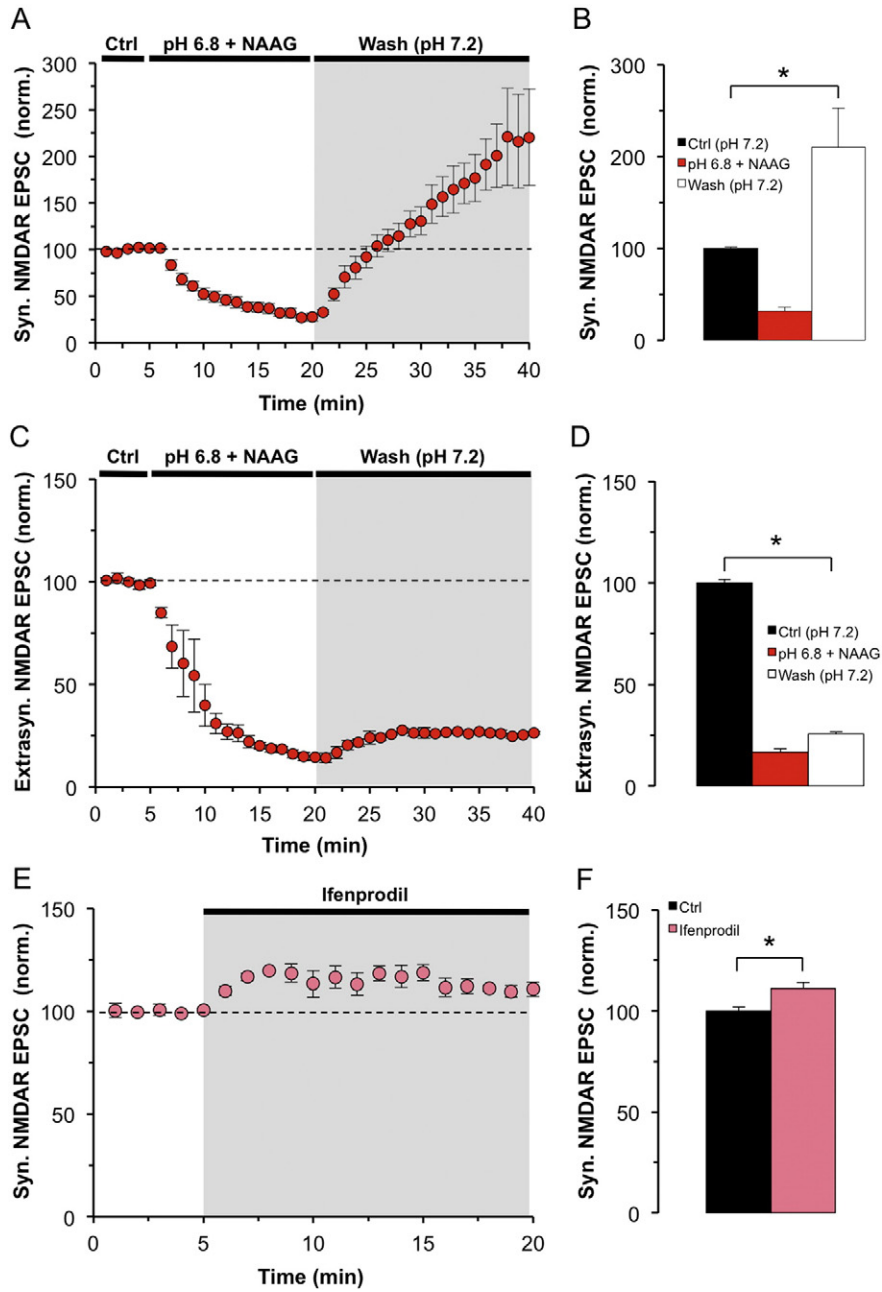 A
Ctrl
pH 6.8 + NAAG
Wash (pH 7.2)
Syn. NMDAR EPSC (norm.)
300
250
200
150
100
50
0
0 5 10 15 20 25 30 35 40
Time (min)
B
Syn. NMDAR EPSC (norm.)
300
200
100
0
*
Ctrl (pH 7.2)
pH 6.8 + NAAG
Wash (pH 7.2)
C
Ctrl
pH 6.8 + NAAG
Wash (pH 7.2)
Extrasyn. NMDAR EPSC (norm.)
150
100
50
0
0 5 10 15 20 25 30 35 40
Time (min)
D
Extrasyn. NMDAR EPSC (norm.)
150
100
50
0
*
Ctrl (pH 7.2)
pH 6.8 + NAAG
Wash (pH 7.2)
E
Ifenprodil
Syn. NMDAR EPSC (norm.)
150
100
50
0
0 5 10 15 20
Time (min)
F
Syn. NMDAR EPSC (norm.)
150
100
50
0
Ctrl
Ifenprodil
*